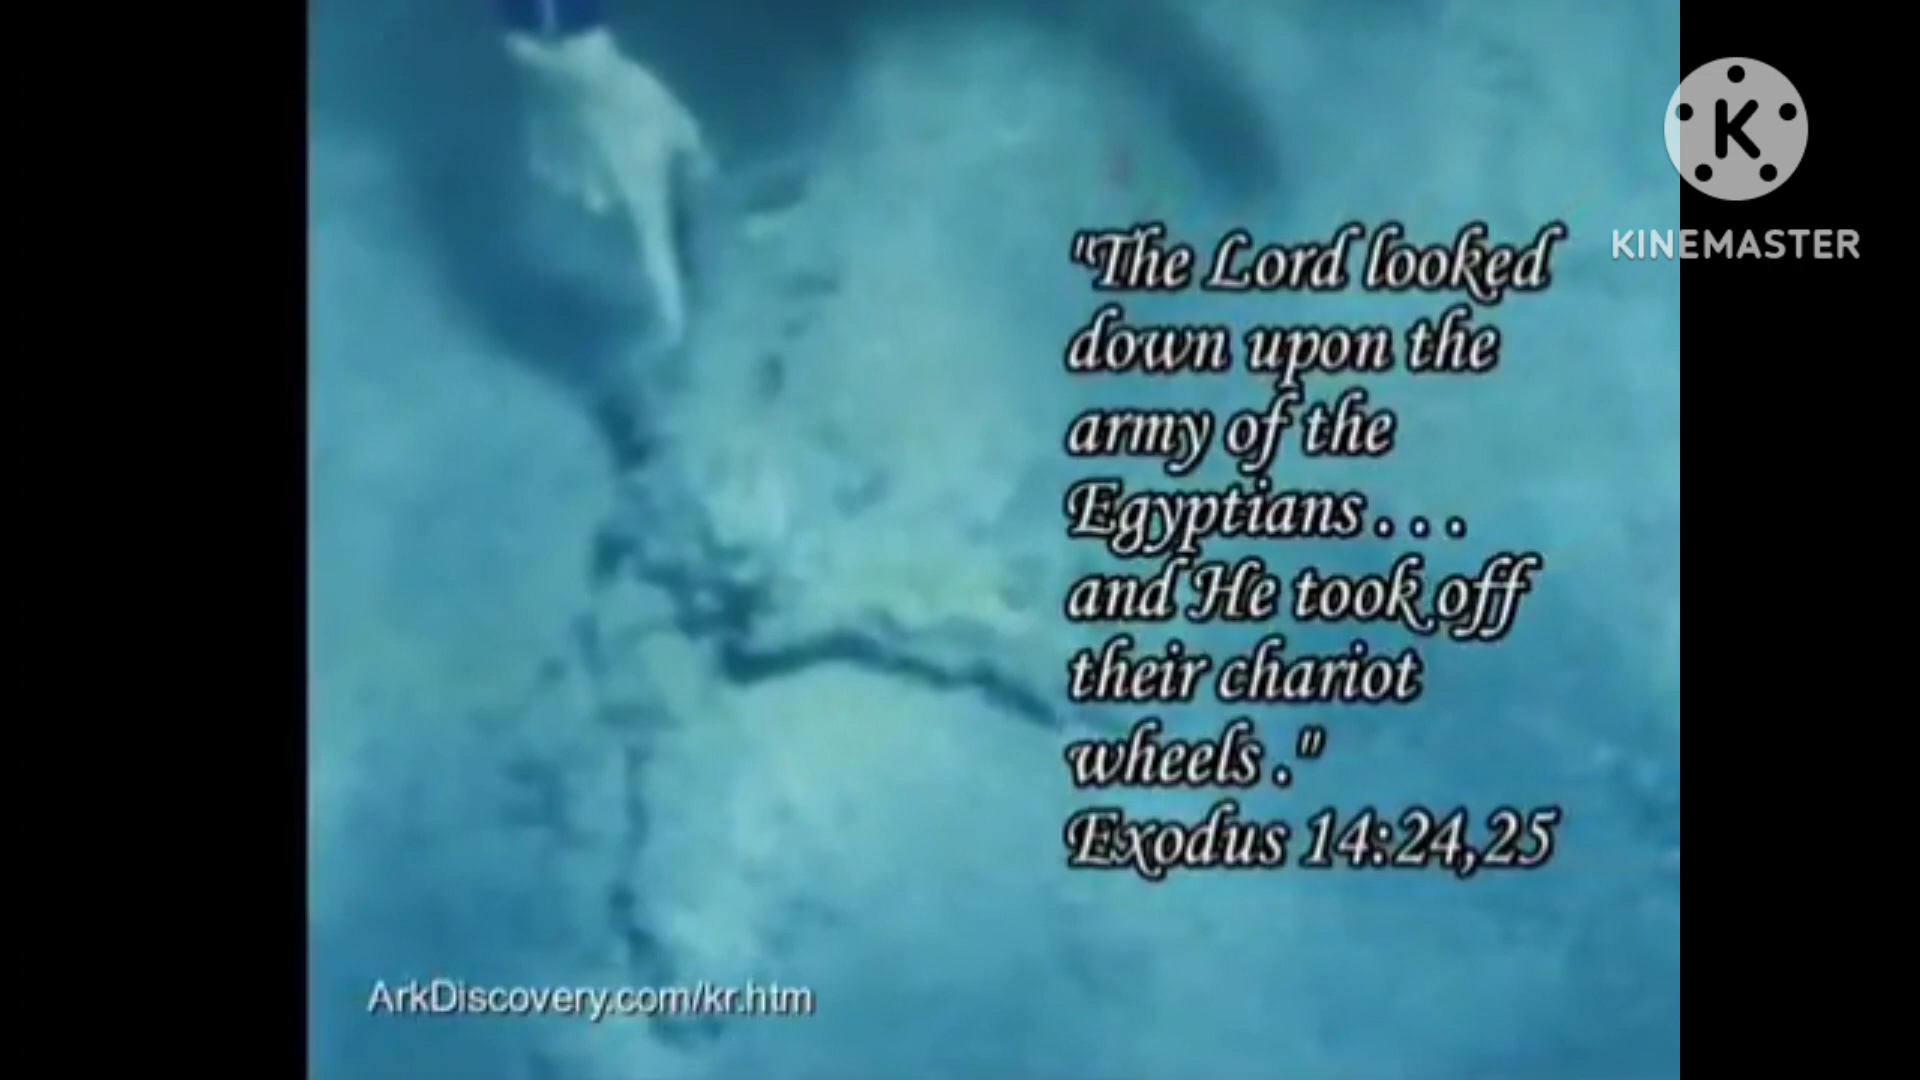 K
KINEMASTER
"The Lord looked
down upon the
army of the
Egyptians . . .
and He took off
their chariot
wheels ."
Exodus 14:24,25
ArkDiscovery.com/kr.htm